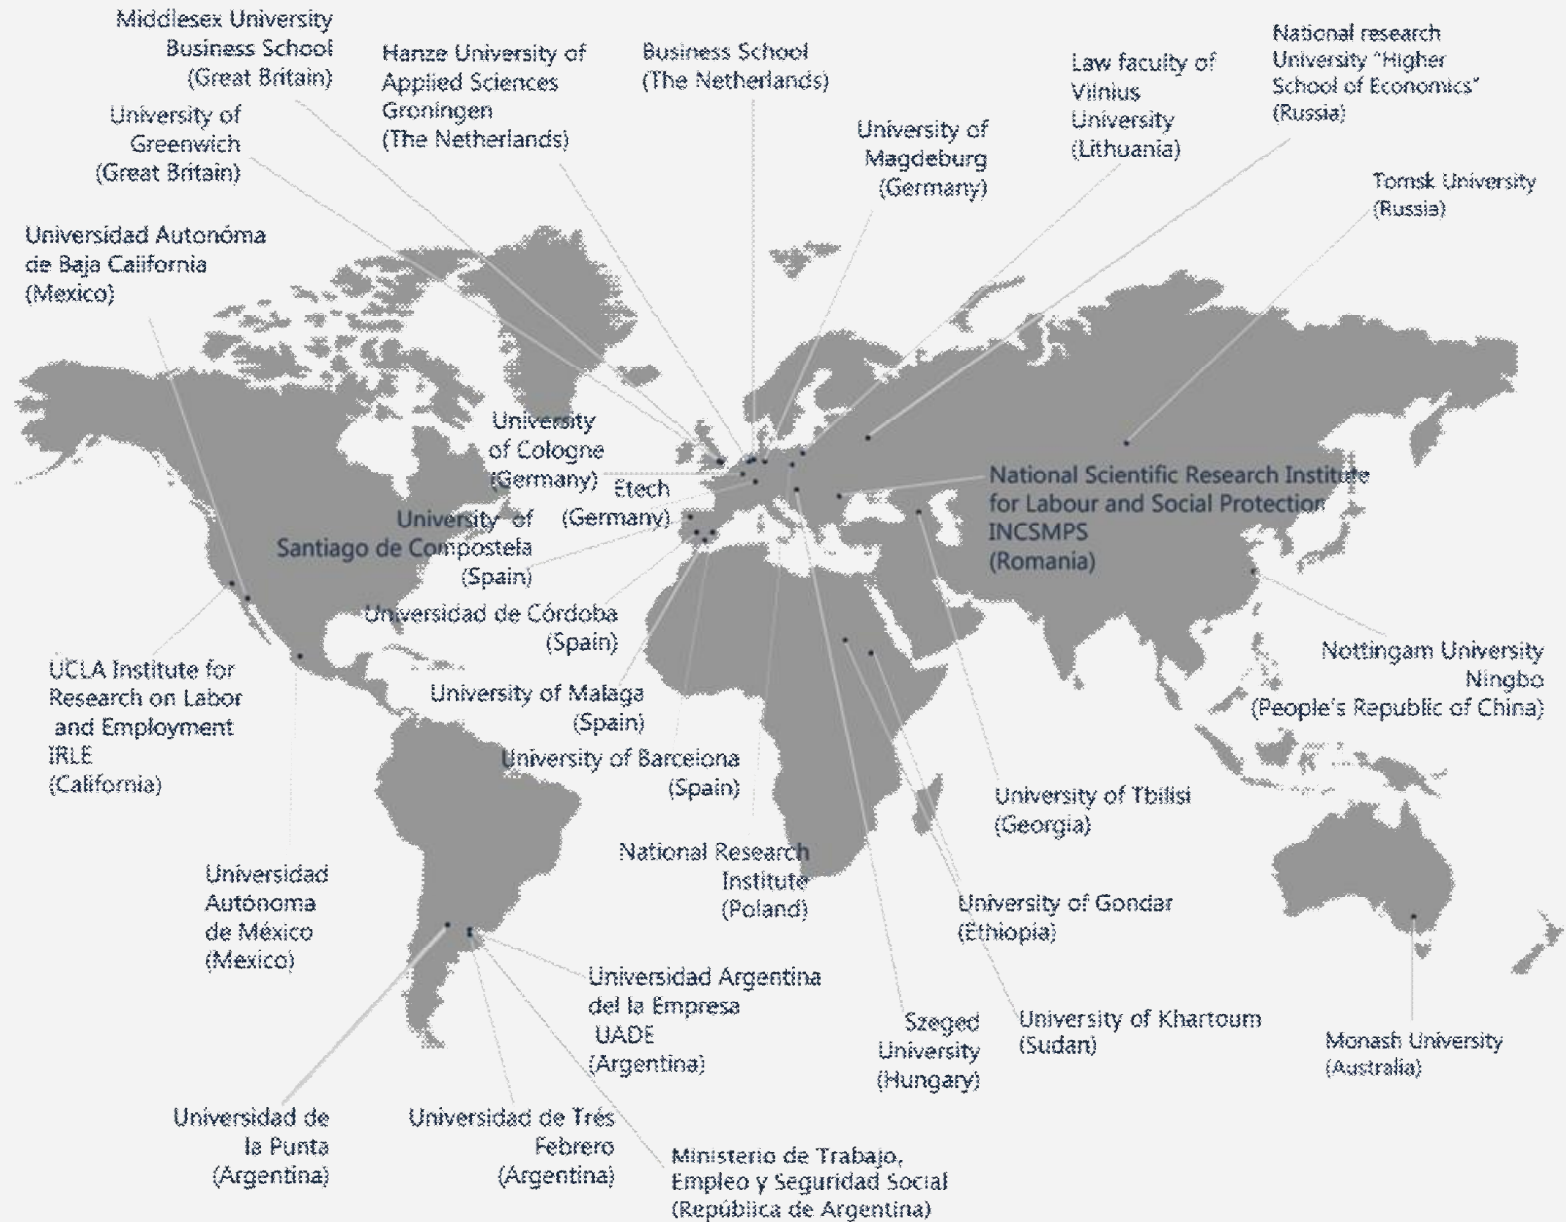 Middlesex University
Business School
(Great Britain)
Hanze University of
Applied Sciences
Groningen
(The Netherlands)
Business School
(The Netherlands)
University of
Magdeburg
(Germany)
Law faculty of
Vilnius
University
(Lithuania)
National research
University "Higher
School of Economics"
(Russia)
University of
Greenwich
(Great Britain)
Tomsk University
(Russia)
Universidad Autonóma
de Baja California
(Mexico)
University
of Cologne
(Germany)
Etech
(Germany)
National Scientific Research Institute
for Labour and Social Protection
INCSMPS
(Romania)
University of
Santiago de Compostela
(Spain)
Universidad de Córdoba
(Spain)
UCLA Institute for
Research on Labor
and Employment
IRLE
(California)
University of Malaga
(Spain)
Nottingam University
Ningbo
(People's Republic of China)
University of Barcelona
(Spain)
University of Tbilisi
(Georgia)
National Research
Institute
(Poland)
Universidad
Autónoma
de México
(Mexico)
University of Gondar
(Ethiopia)
Universidad Argentina
del la Empresa
UADE
(Argentina)
Szeged
University
(Hungary)
University of Khartoum
(Sudan)
Monash University
(Australia)
Universidad de
la Punta
(Argentina)
Universidad de Trés
Febrero
(Argentina)
Ministerio de Trabajo,
Empleo y Seguridad Social
(República de Argentina)